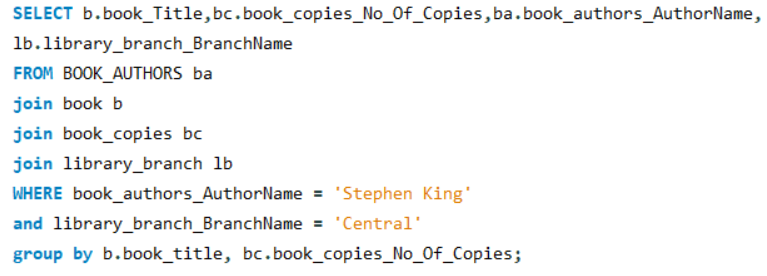 SELECT b.book_Title,bc.book_copies_No_Of_Copies,ba.book_authors_AuthorName,
lb.library_branch_BranchName
FROM BOOK_AUTHORS ba
join book b
join book_copies bc
join library_branch lb
WHERE book_authors_AuthorName = 'Stephen King'
and library_branch_BranchName = 'Central'
group by b.book_title, bc.book_copies_No_Of_Copies;